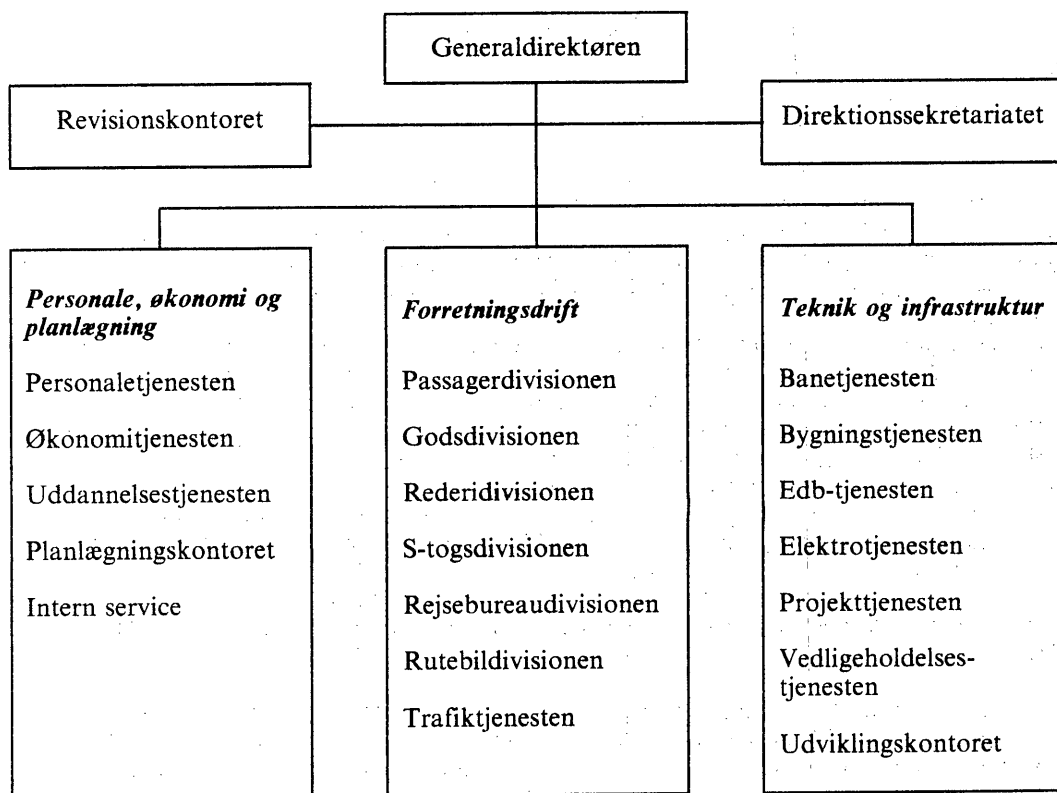 Generaldirektøren
Revisionskontoret
Direktionssekretariatet
Personale, økonomi og
planlægning
Personaletjenesten
Økonomitjenesten
Uddannelsestjenesten
Planlægningskontoret
Intern service
Forretningsdrift
Passagerdivisionen
Godsdivisionen
Rederidivisionen
S-togsdivisionen
Rejsebureaudivisionen
Rutebildivisionen
Trafiktjenesten
Teknik og infrastruktur
Banetjenesten
Bygningstjenesten
Edb-tjenesten
Elektrotjenesten
Projekttjenesten
Vedligeholdelses-
tjenesten
Udviklingskontoret